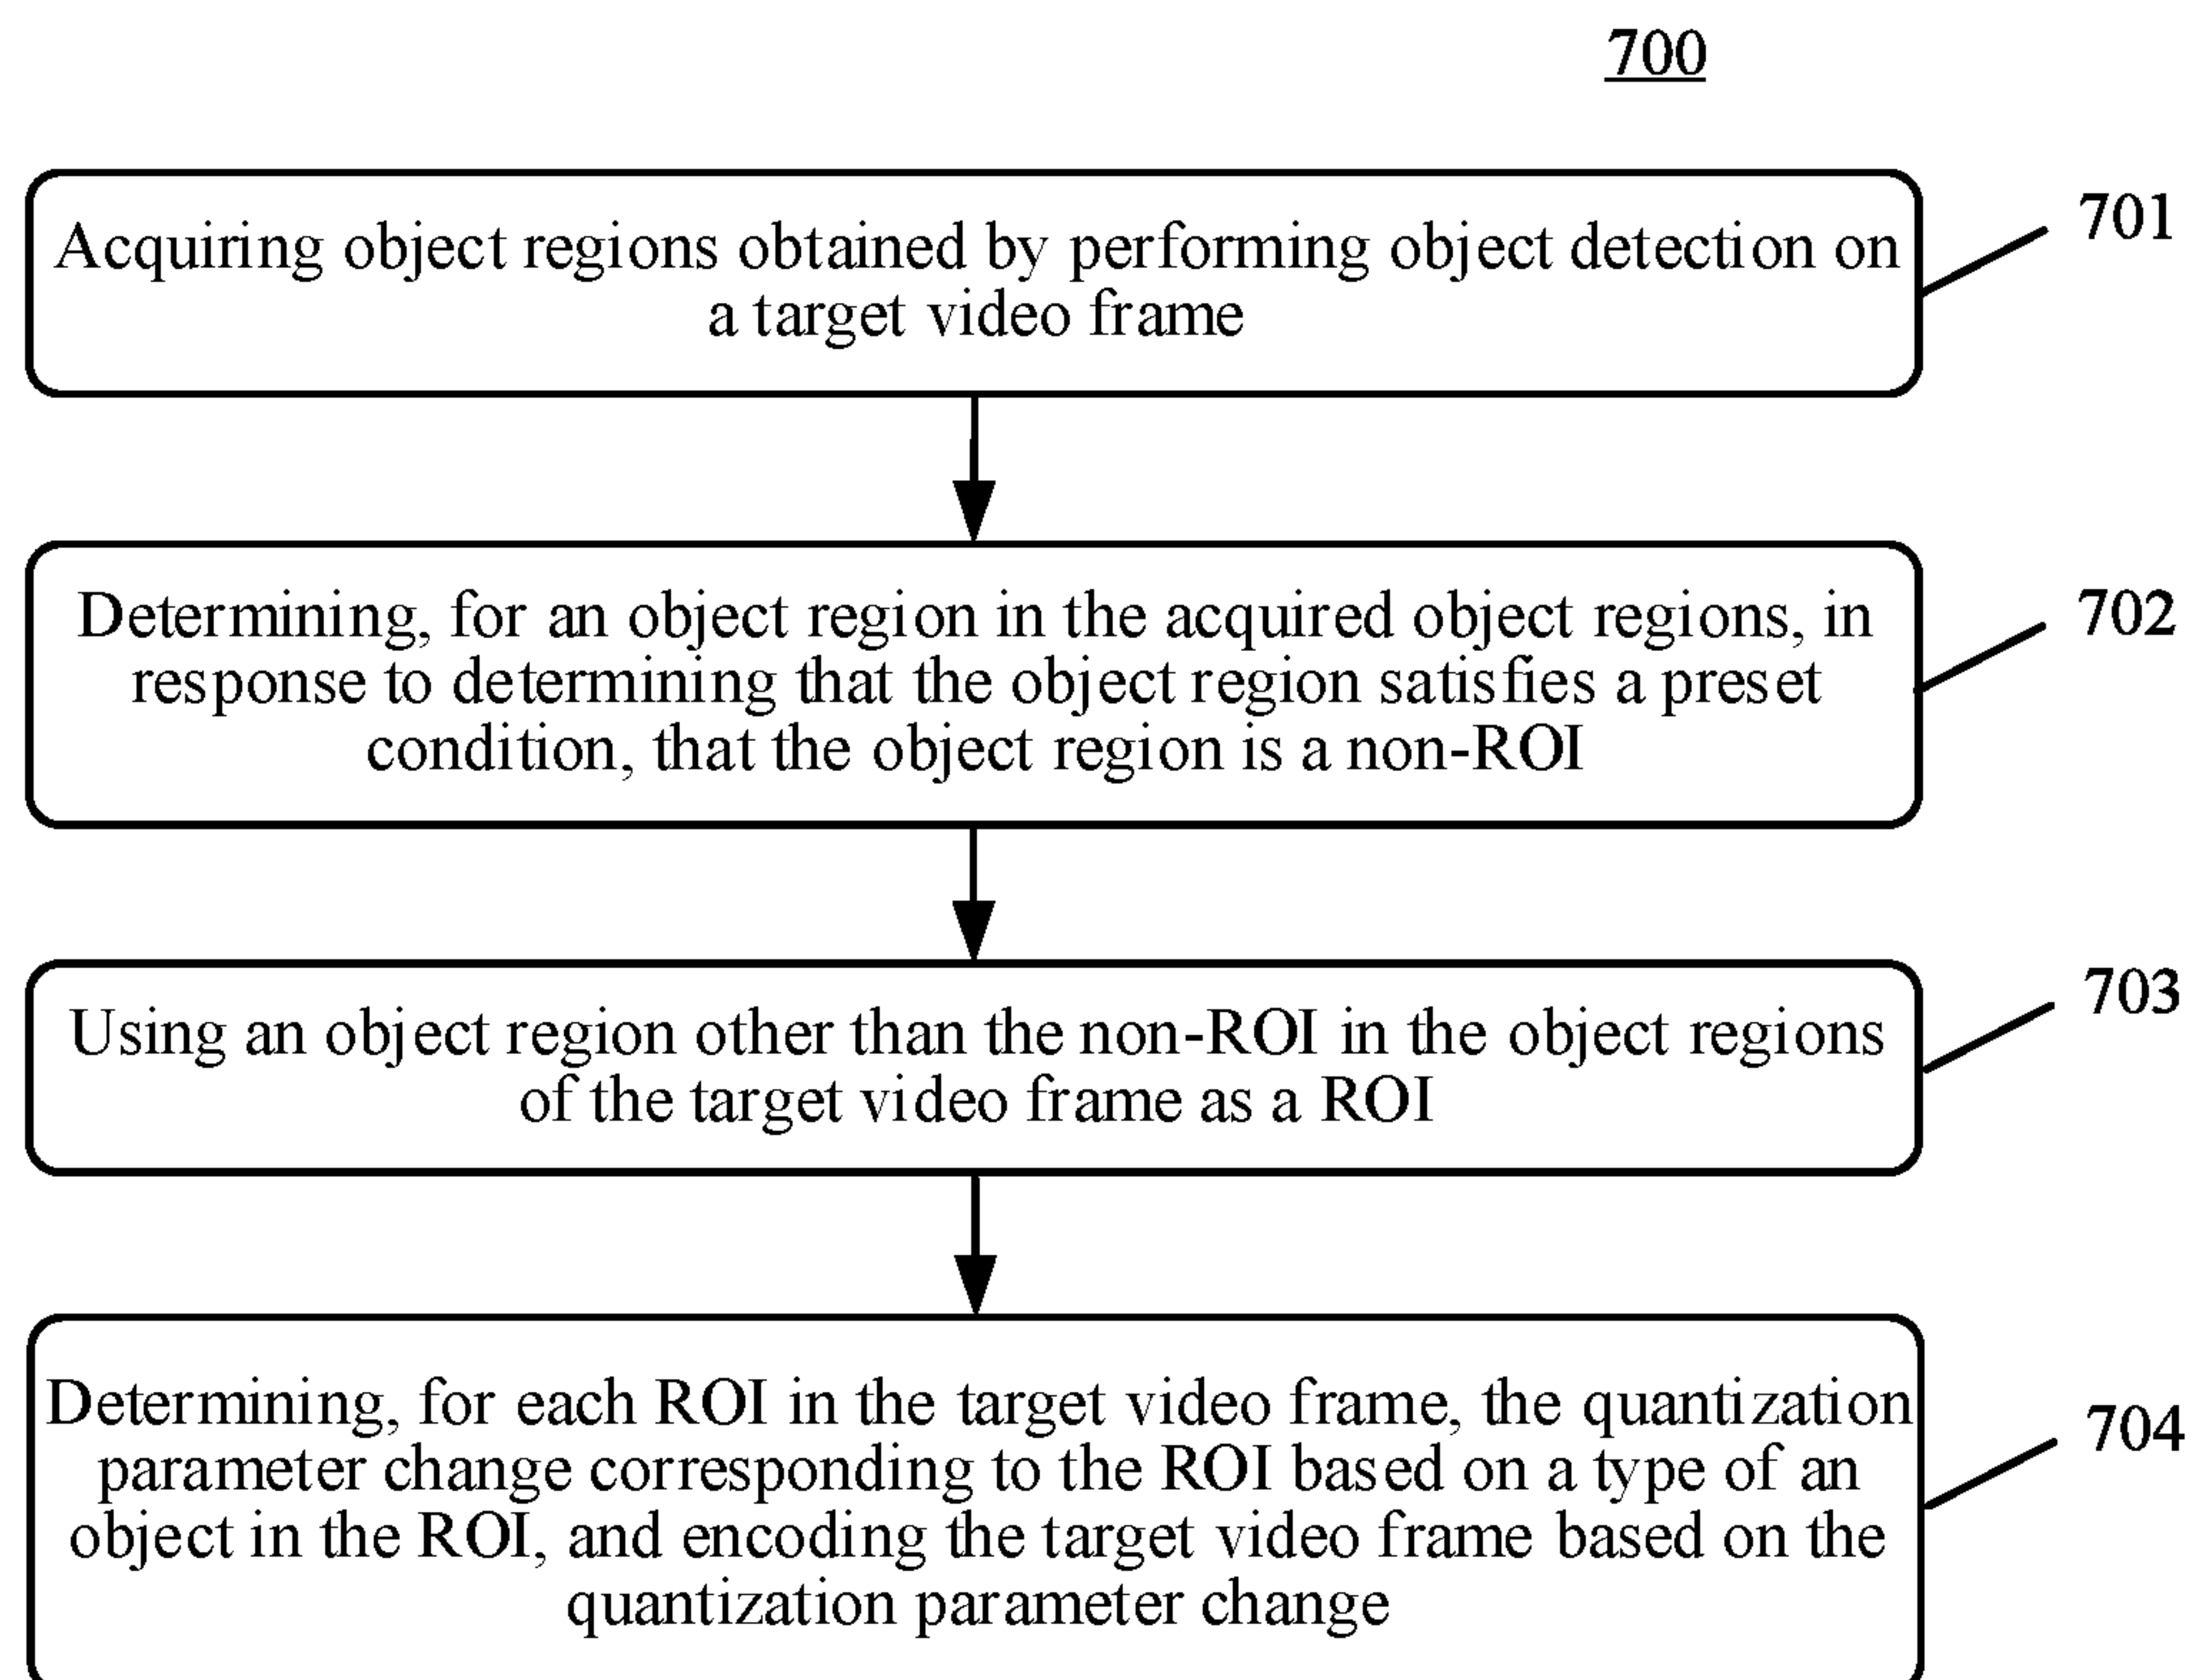 700
Acquiring object regions obtained by performing object detection on
a target video frame
701
Determining, for an object region in the acquired object regions, in
response to determining that the object region satisfies a preset
condition, that the object region is a non-ROI
702
Using an object region other than the non-ROI in the object regions
of the target video frame as a ROI
703
Determining, for each ROI in the target video frame, the quantization
parameter change corresponding to the ROI based on a type of an
object in the ROI, and encoding the target video frame based on the
quantization parameter change
704